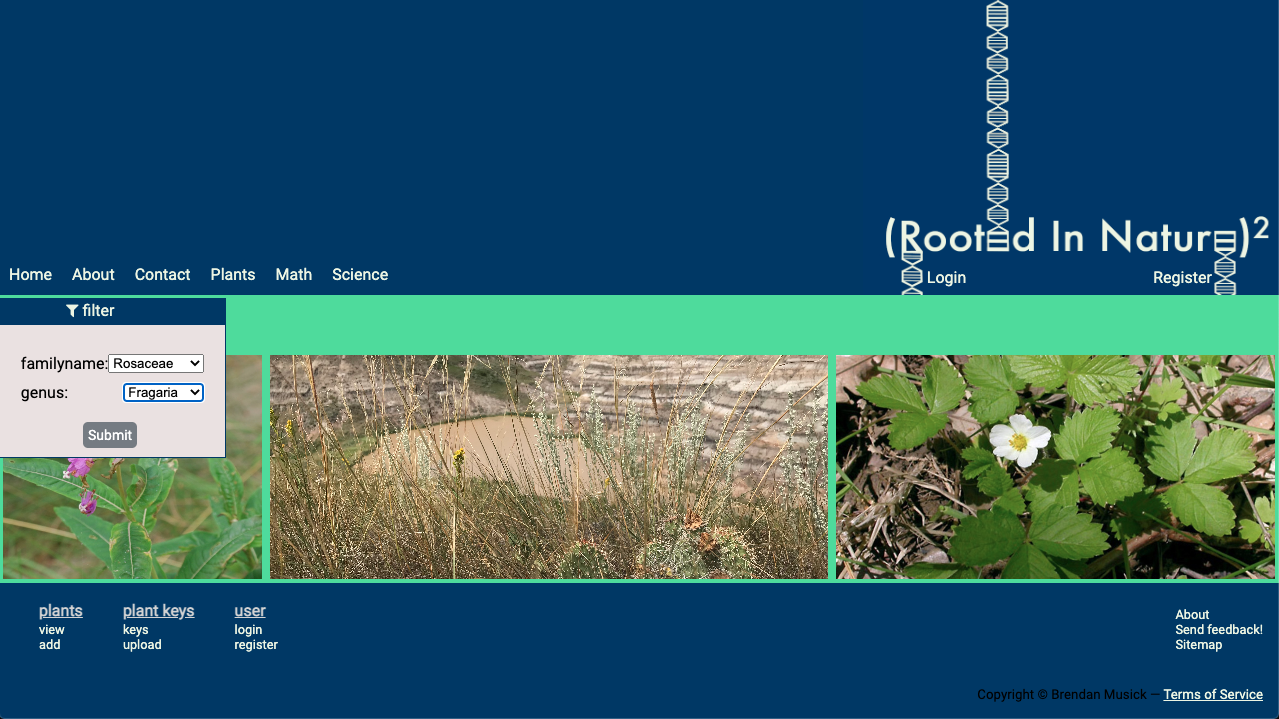 (Rooted In Nature)²
Home About Contact Plants Math Science
Login Register
filter
familyname: Rosaceae
genus: Fragaria
Submit
plants plant keys user
view keys login
add upload register
About
Send feedback!
Sitemap
Copyright © Brendan Musick — Terms of Service